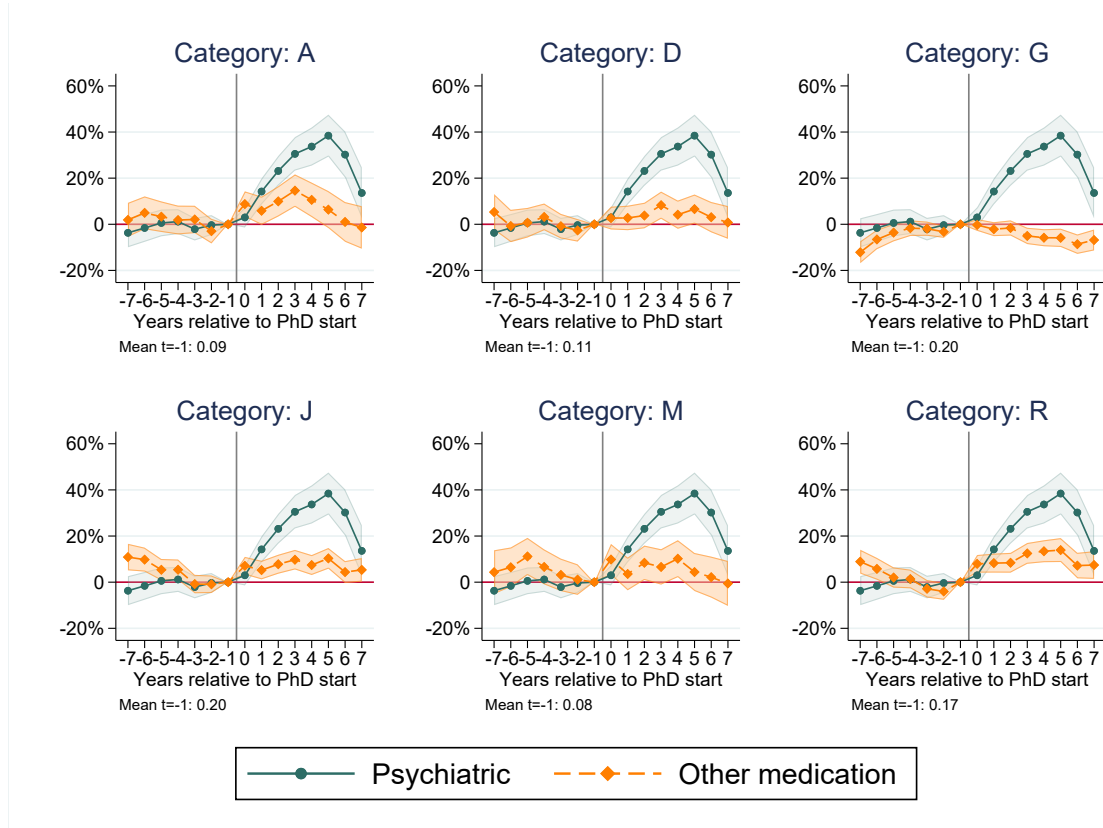 Category: A
60%
40%
20%
0
-20%
-7 -6 -5 -4 -3 -2 -1 0 1 2 3 4 5 6 7
Years relative to PhD start
Mean t=-1: 0.09
Category: D
60%
40%
20%
0
-20%
-7 -6 -5 -4 -3 -2 -1 0 1 2 3 4 5 6 7
Years relative to PhD start
Mean t=-1: 0.11
Category: G
60%
40%
20%
0
-20%
-7 -6 -5 -4 -3 -2 -1 0 1 2 3 4 5 6 7
Years relative to PhD start
Mean t=-1: 0.20
Category: J
60%
40%
20%
0
-20%
-7 -6 -5 -4 -3 -2 -1 0 1 2 3 4 5 6 7
Years relative to PhD start
Mean t=-1: 0.20
Category: M
60%
40%
20%
0
-20%
-7 -6 -5 -4 -3 -2 -1 0 1 2 3 4 5 6 7
Years relative to PhD start
Mean t=-1: 0.08
Category: R
60%
40%
20%
0
-20%
-7 -6 -5 -4 -3 -2 -1 0 1 2 3 4 5 6 7
Years relative to PhD start
Mean t=-1: 0.17
Psychiatric
Other medication